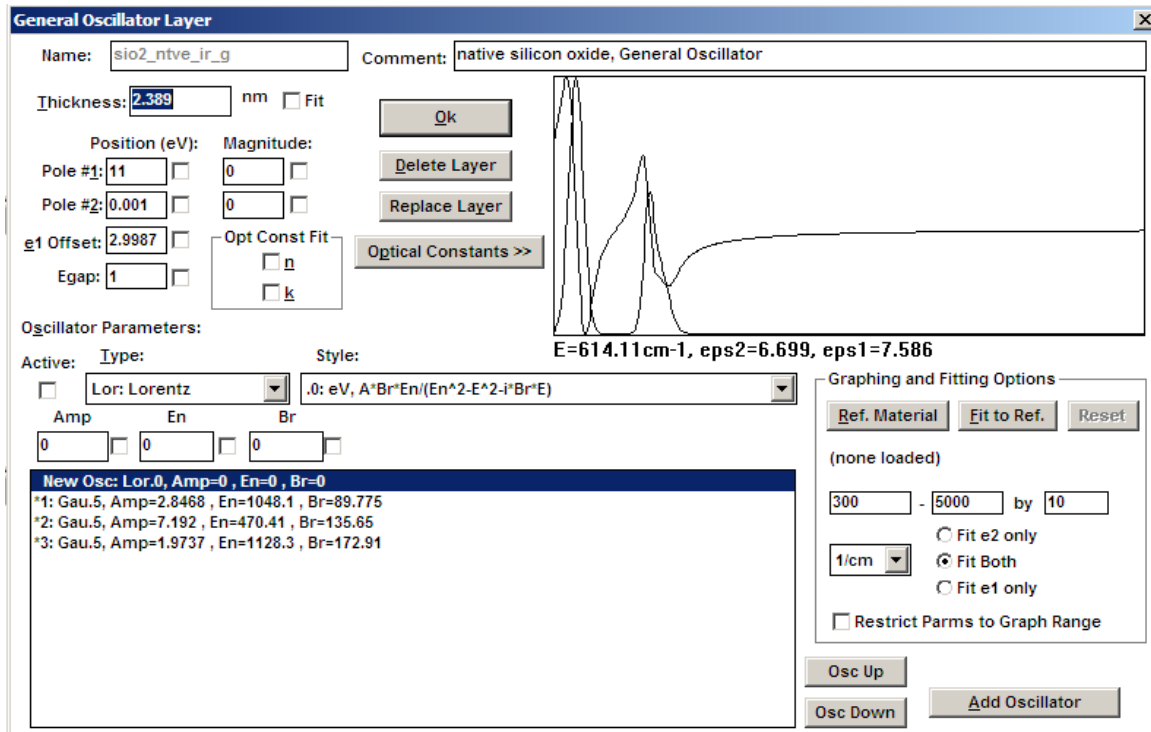 General Oscillator Layer
Name: sio2_ntve_ir_g Comment: native silicon oxide, General Oscillator
Thickness: 2.389 nm Fit
Ok
Position (eV): Magnitude:
Delete Layer
Pole #1: 11 0
Pole #2: 0.001 0
Replace Layer
e1 Offset: 2.9987
Opt Const Fit
n
k
Optical Constants >>
Egap: 1
E=614.11cm-1, eps2=6.699, eps1=7.586
Oscillator Parameters:
Active: Type: Style:
Lor: Lorentz .0: eV, A*Br*En/(En^2-E^2-i*Br*E)
Amp En Br
0 0 0
New Osc: Lor.0, Amp=0 , En=0 , Br=0
*1: Gau.5, Amp=2.8468 , En=1048.1 , Br=89.775
*2: Gau.5, Amp=7.192 , En=470.41 , Br=135.65
*3: Gau.5, Amp=1.9737 , En=1128.3 , Br=172.91
Graphing and Fitting Options
Ref. Material Fit to Ref. Reset
(none loaded)
300 - 5000 by 10
1/cm
Fit e2 only
Fit Both
Fit e1 only
Restrict Parms to Graph Range
Osc Up
Osc Down
Add Oscillator